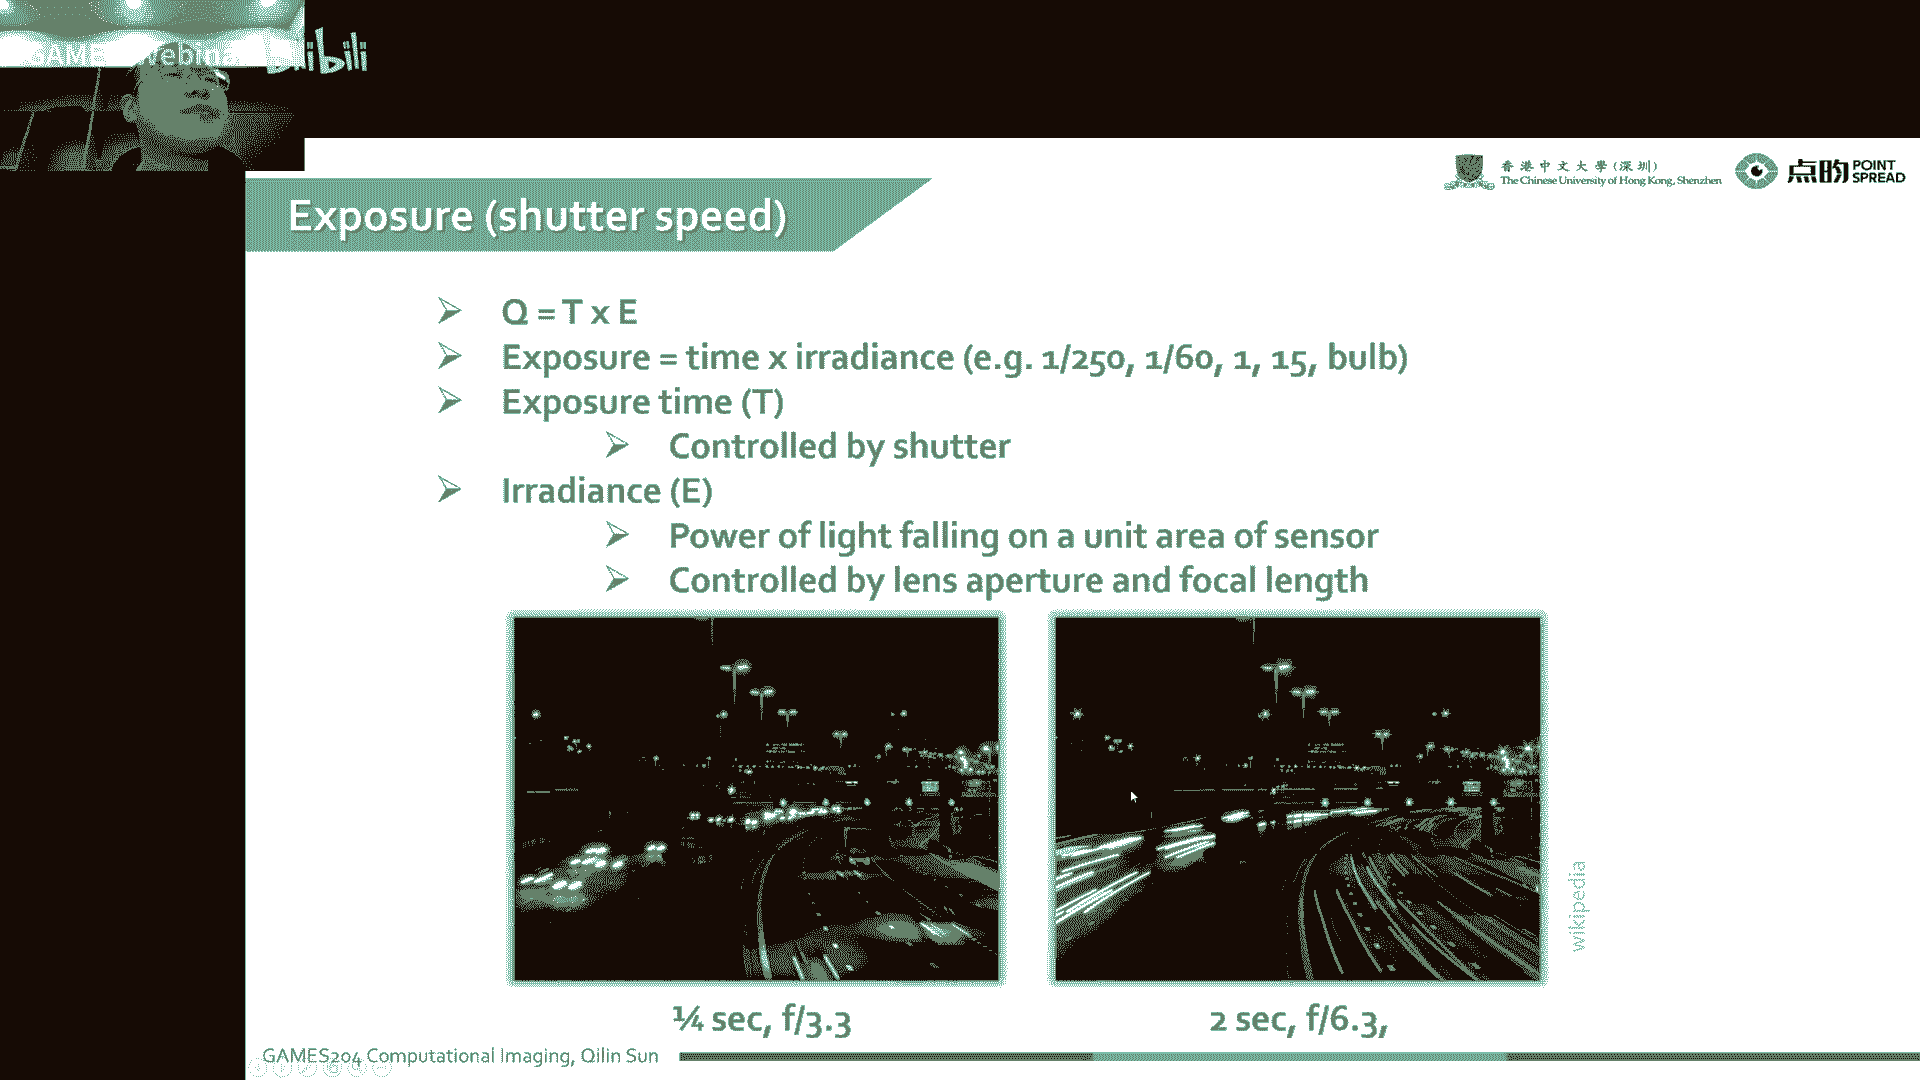 GAMES Webinar bilibili
香港中文大學(深圳)
The Chinese University of Hong Kong, Shenzhen
点昀 POINT SPREAD
Exposure (shutter speed)
Q = T x E
Exposure = time x irradiance (e.g. 1/250, 1/60, 1, 15, bulb)
Exposure time (T)
Controlled by shutter
Irradiance (E)
Power of light falling on a unit area of sensor
Controlled by lens aperture and focal length
wikipedia
¼ sec, f/3.3
2 sec, f/6.3,
GAMES204 Computational Imaging, Qilin Sun